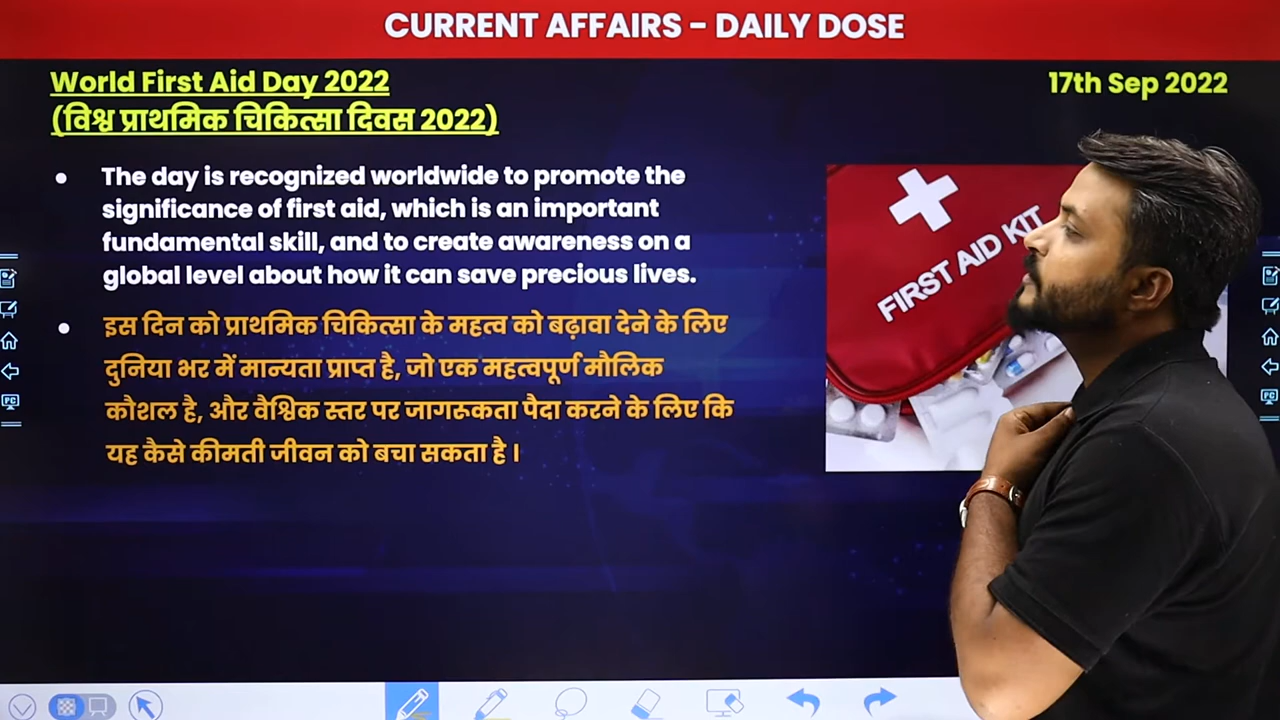 CURRENT AFFAIRS – DAILY DOSE
World First Aid Day 2022
17th Sep 2022
(विश्व प्राथमिक चिकित्सा दिवस 2022)
The day is recognized worldwide to promote the
significance of first aid, which is an important
fundamental skill, and to create awareness on a
global level about how it can save precious lives.
इस दिन को प्राथमिक चिकित्सा के महत्व को बढ़ावा देने के लिए
दुनिया भर में मान्यता प्राप्त है, जो एक महत्वपूर्ण मौलिक
कौशल है, और वैश्विक स्तर पर जागरूकता पैदा करने के लिए कि
यह कैसे कीमती जीवन को बचा सकता है ।
FIRST AID KIT
PC
PC